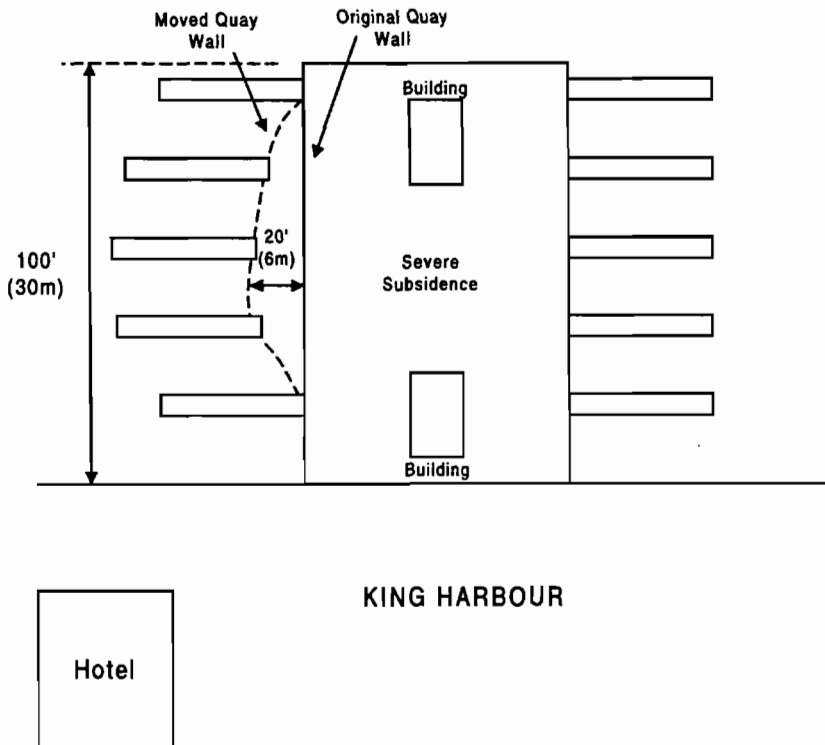 Moved Quay
Wall
Original Quay
Wall
Building
100'
(30m)
20'
(6m)
Severe
Subsidence
Building
KING HARBOUR
Hotel